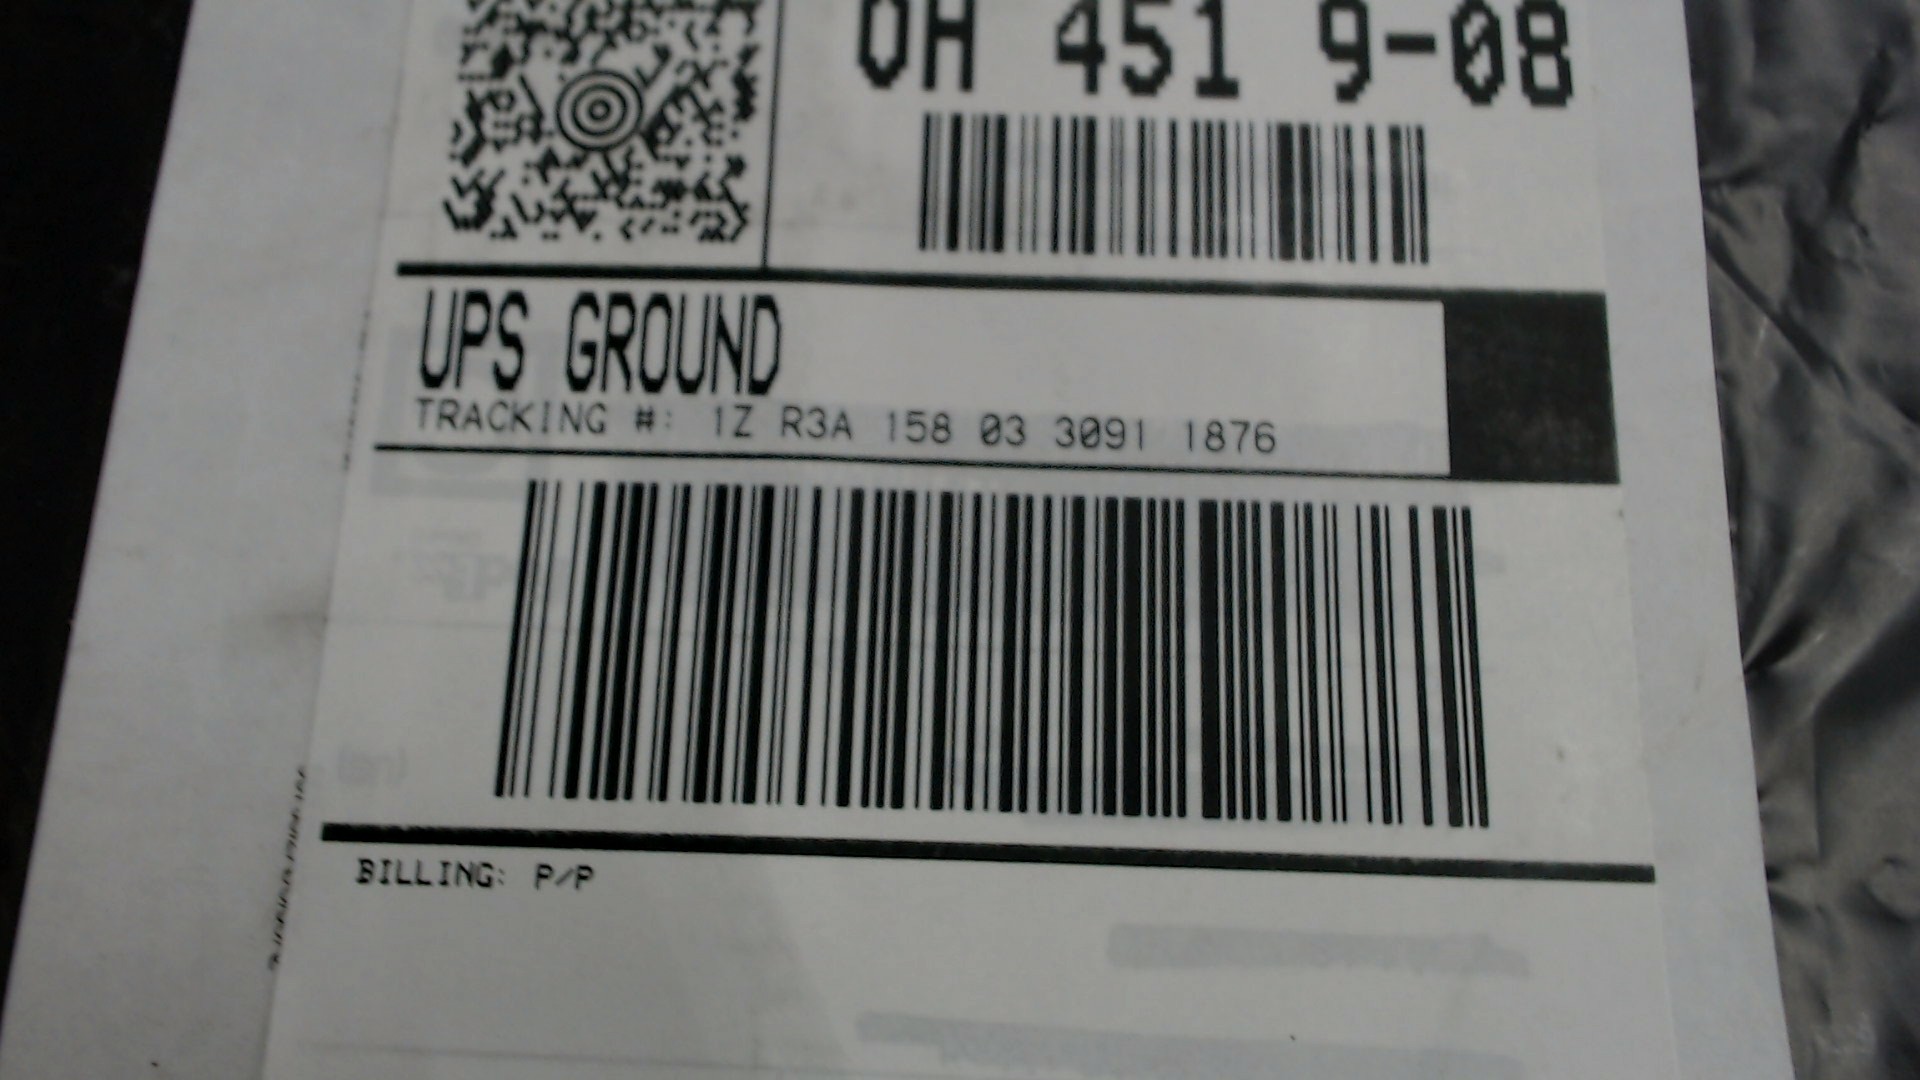 OH 451 9-08
UPS GROUND
TRACKING #: 1Z R3A 158 03 3091 1876
BILLING: P/P